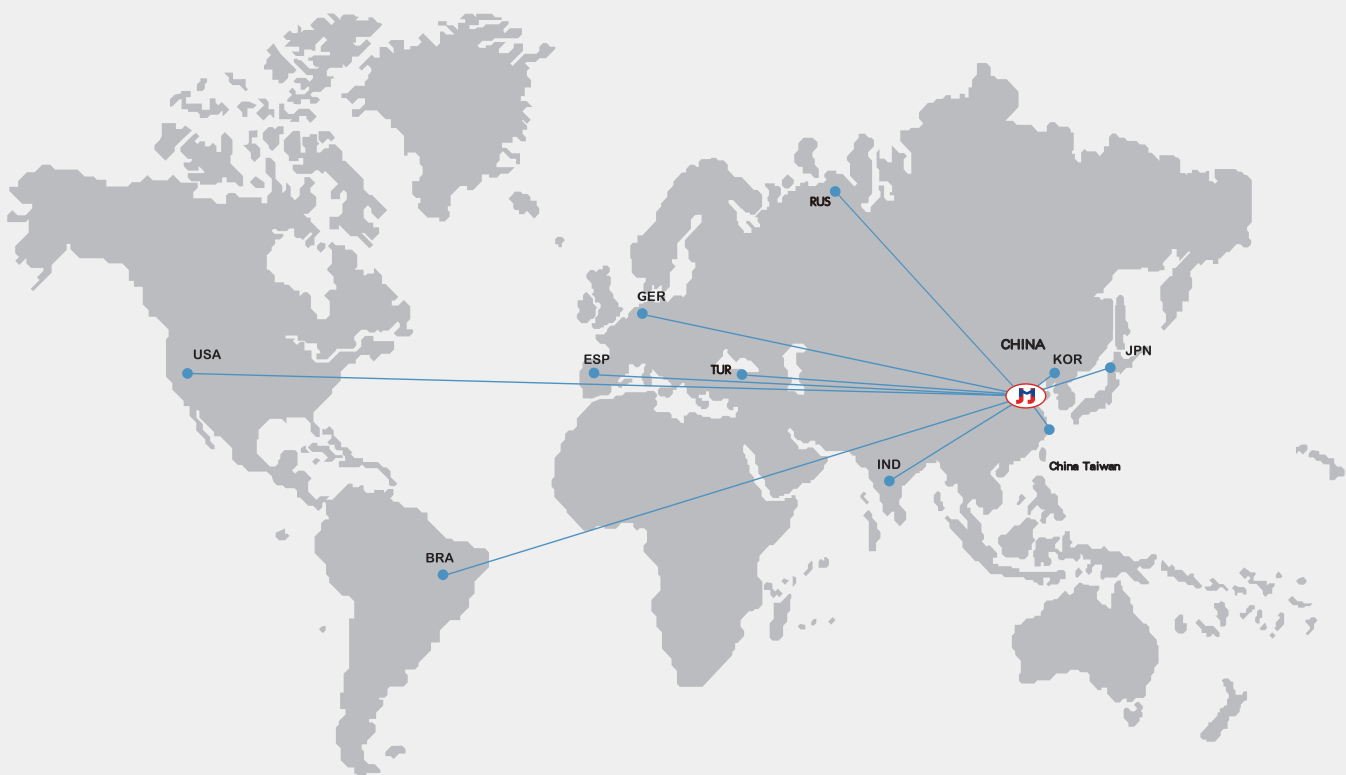 RUS
GER
CHINA
JPN
USA
ESP
KOR
TUR
IND
China Taiwan
BRA